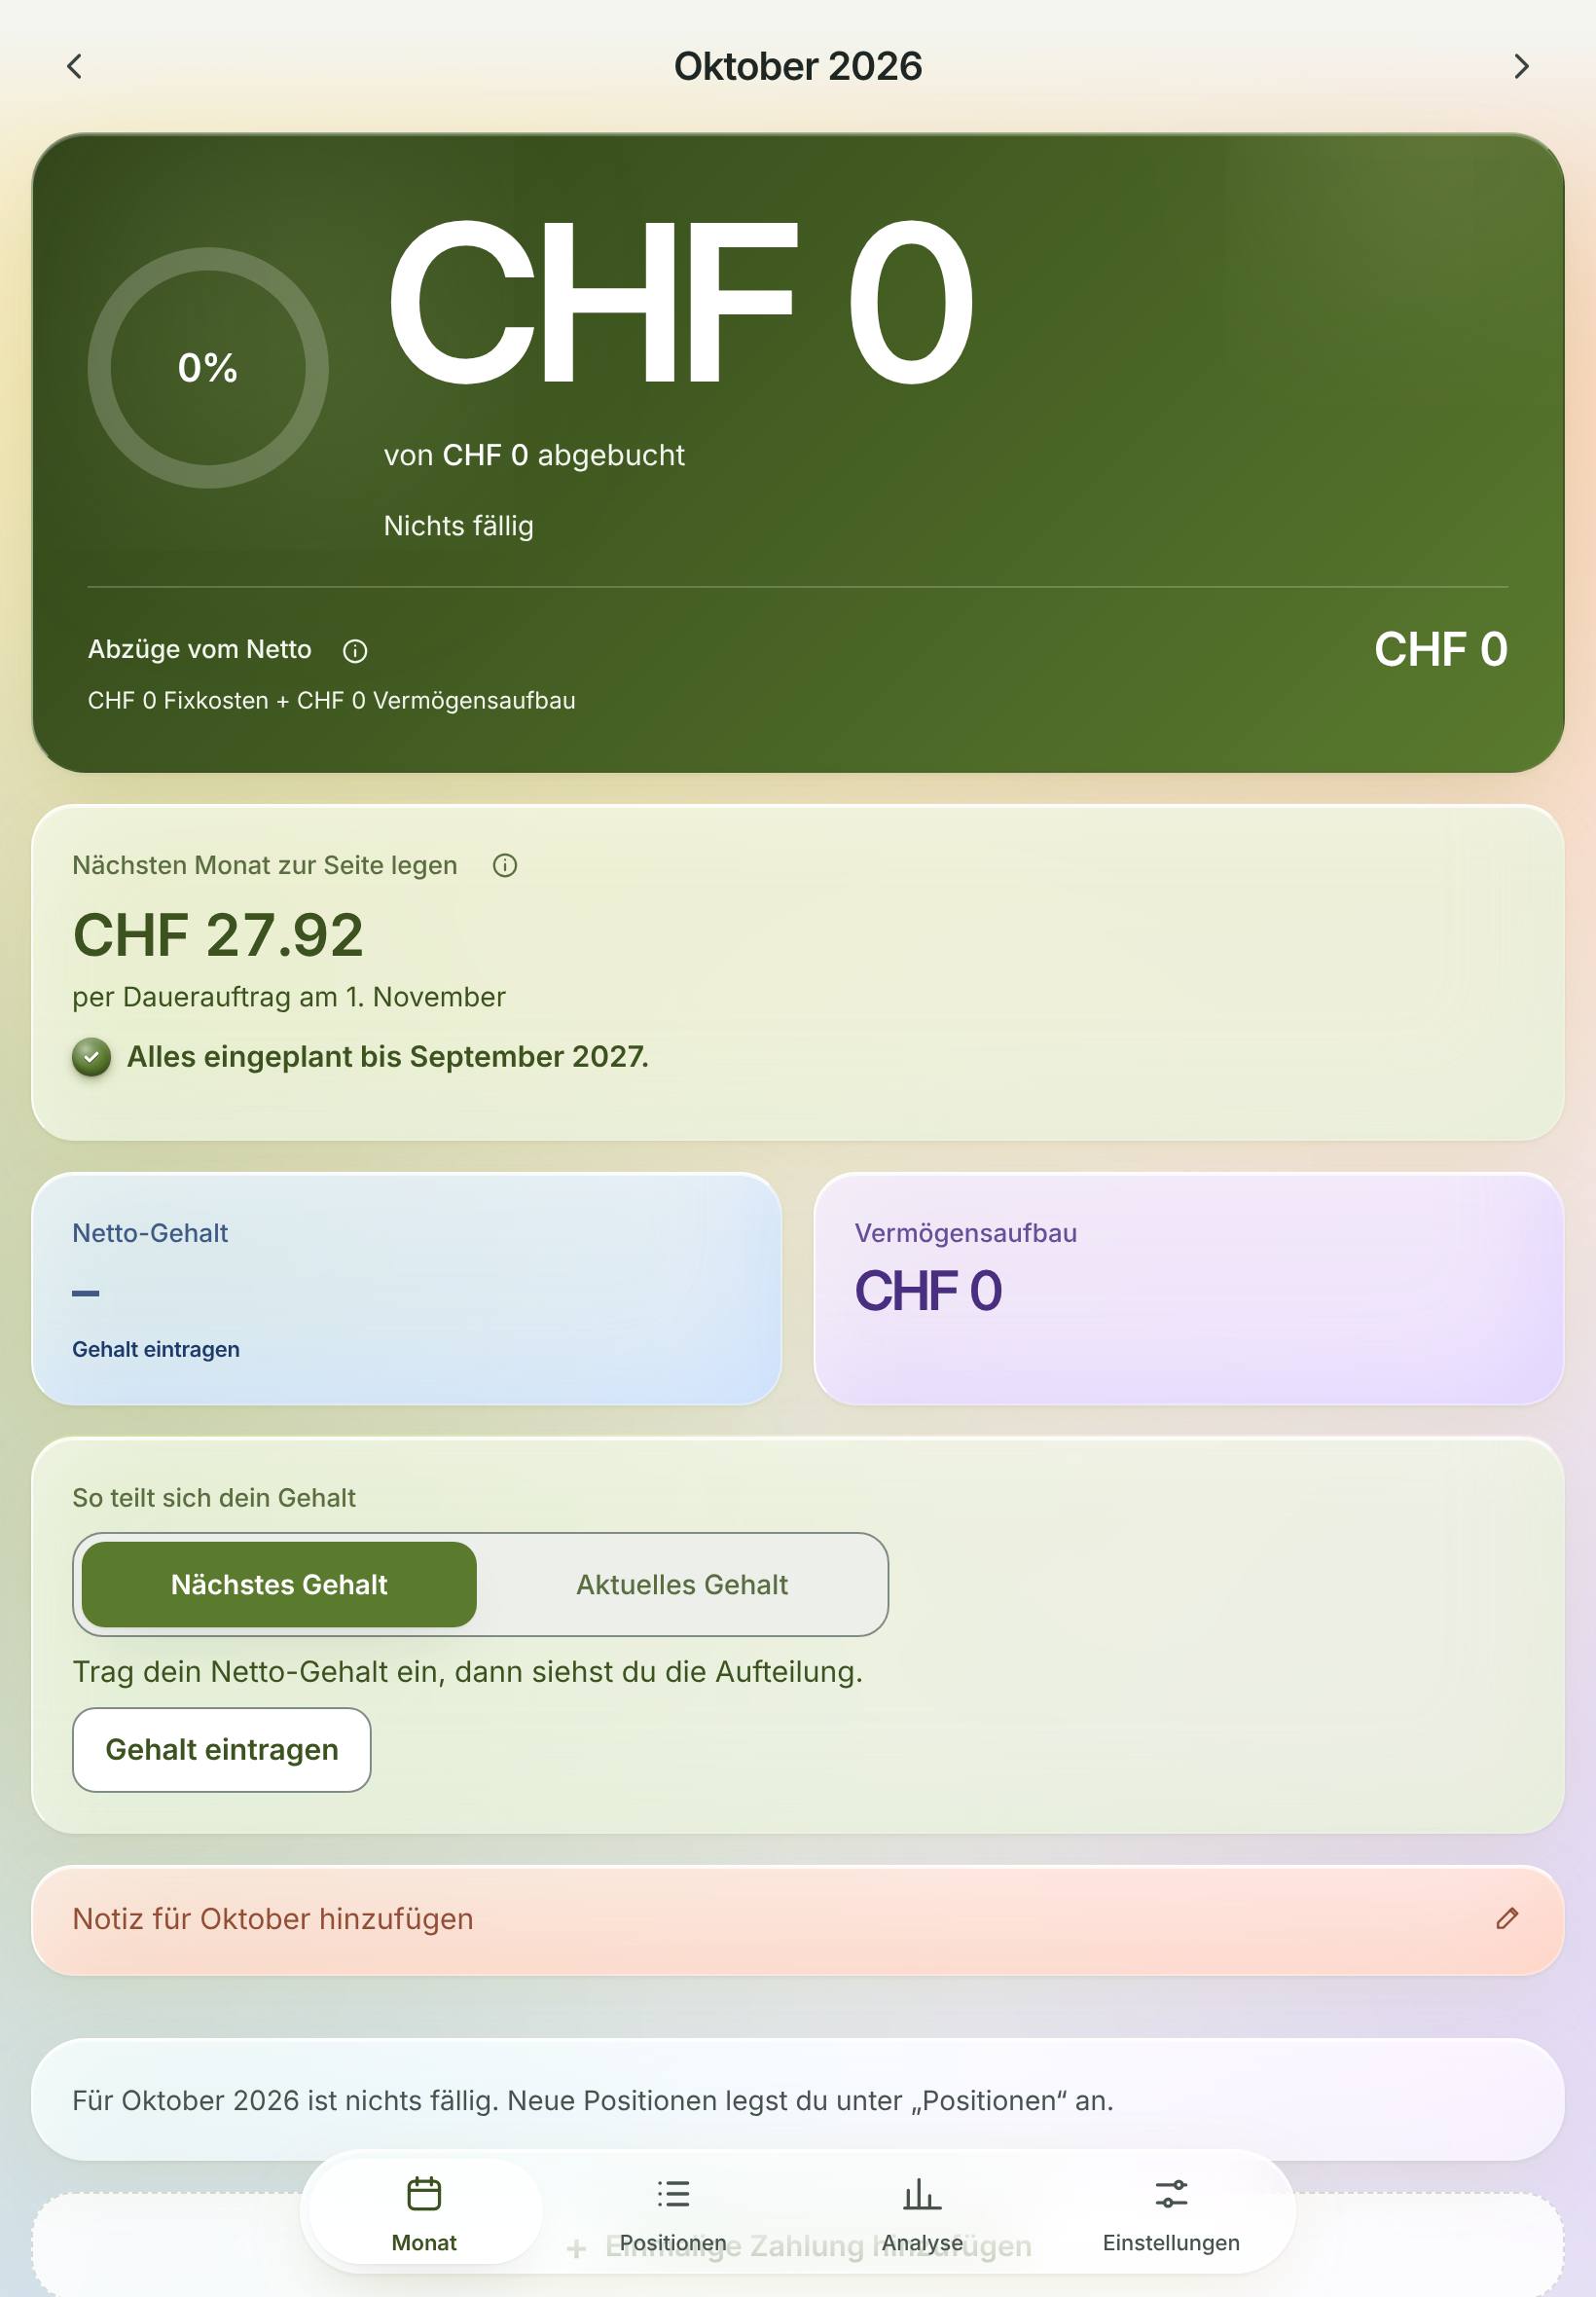 Oktober 2026
CHF 0
0%
von CHF 0 abgebucht
Nichts fällig
Abzüge vom Netto
CHF 0
CHF 0 Fixkosten + CHF 0 Vermögensaufbau
Nächsten Monat zur Seite legen
CHF 27.92
per Dauerauftrag am 1. November
Alles eingeplant bis September 2027.
Netto-Gehalt
–
Gehalt eintragen
Vermögensaufbau
CHF 0
So teilt sich dein Gehalt
Nächstes Gehalt
Aktuelles Gehalt
Trag dein Netto-Gehalt ein, dann siehst du die Aufteilung.
Gehalt eintragen
Notiz für Oktober hinzufügen
Für Oktober 2026 ist nichts fällig. Neue Positionen legst du unter „Positionen“ an.
+ Einmalige Zahlung hinzufügen
Monat
Positionen
Analyse
Einstellungen